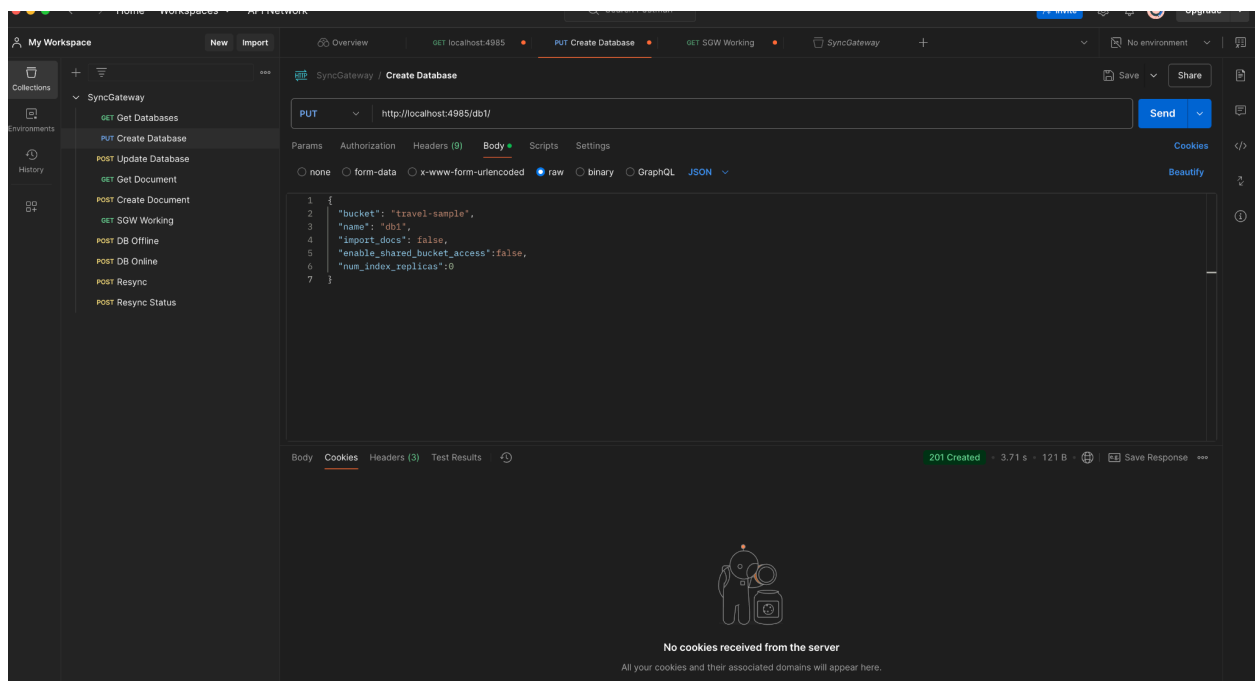 Home Workspaces API Network Search Postman Invite Upgrade
My Workspace New Import Overview GET localhost:4985 PUT Create Database GET SGW Working SyncGateway + No environment
Collections
Environments
History
SyncGateway
GET Get Databases
PUT Create Database
POST Update Database
GET Get Document
POST Create Document
GET SGW Working
POST DB Offline
POST DB Online
POST Resync
POST Resync Status
HTTP SyncGateway / Create Database Save Share
PUT http://localhost:4985/db1/ Send
Params Authorization Headers (9) Body Scripts Settings Cookies
none form-data x-www-form-urlencoded raw binary GraphQL JSON Beautify
1 {
2 "bucket": "travel-sample",
3 "name": "db1",
4 "import_docs": false,
5 "enable_shared_bucket_access":false,
6 "num_index_replicas":0
7 }
Body Cookies Headers (3) Test Results 201 Created 3.71 s 121 B Save Response
No cookies received from the server
All your cookies and their associated domains will appear here.